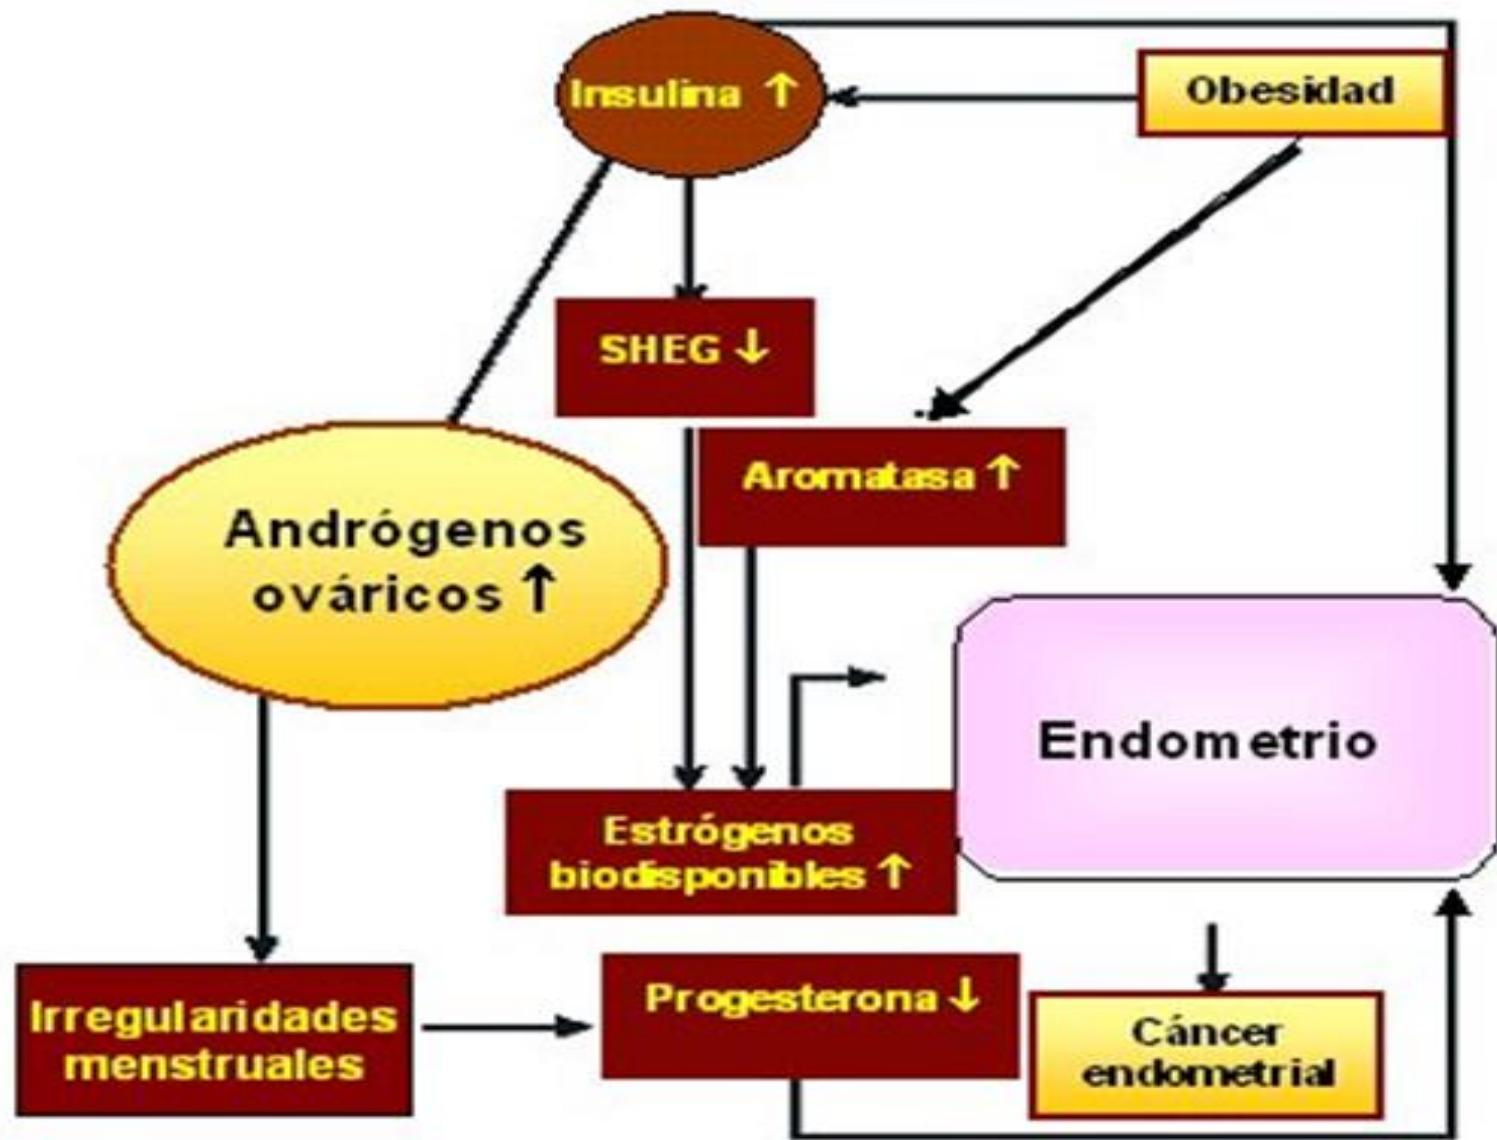 Insulina ↑
Obesidad
SHEG ↓
Aromatasa ↑
Andrógenos
ováricos ↑
Endometrio
Estrógenos
biodisponibles ↑
Irregularidades
menstruales
Progesterona ↓
Cáncer
endometrial